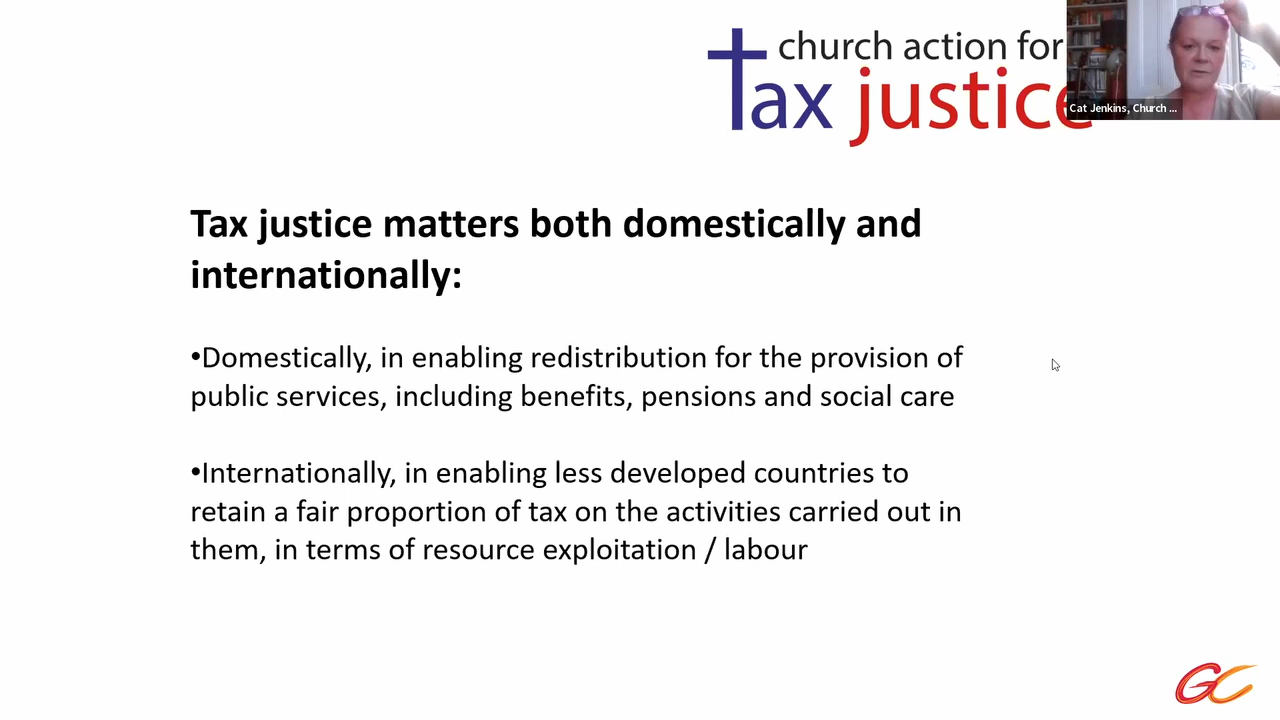 church action for
tax justice
Cat Jenkins, Church ...
Tax justice matters both domestically and
internationally:
•Domestically, in enabling redistribution for the provision of
public services, including benefits, pensions and social care
•Internationally, in enabling less developed countries to
retain a fair proportion of tax on the activities carried out in
them, in terms of resource exploitation / labour
GC